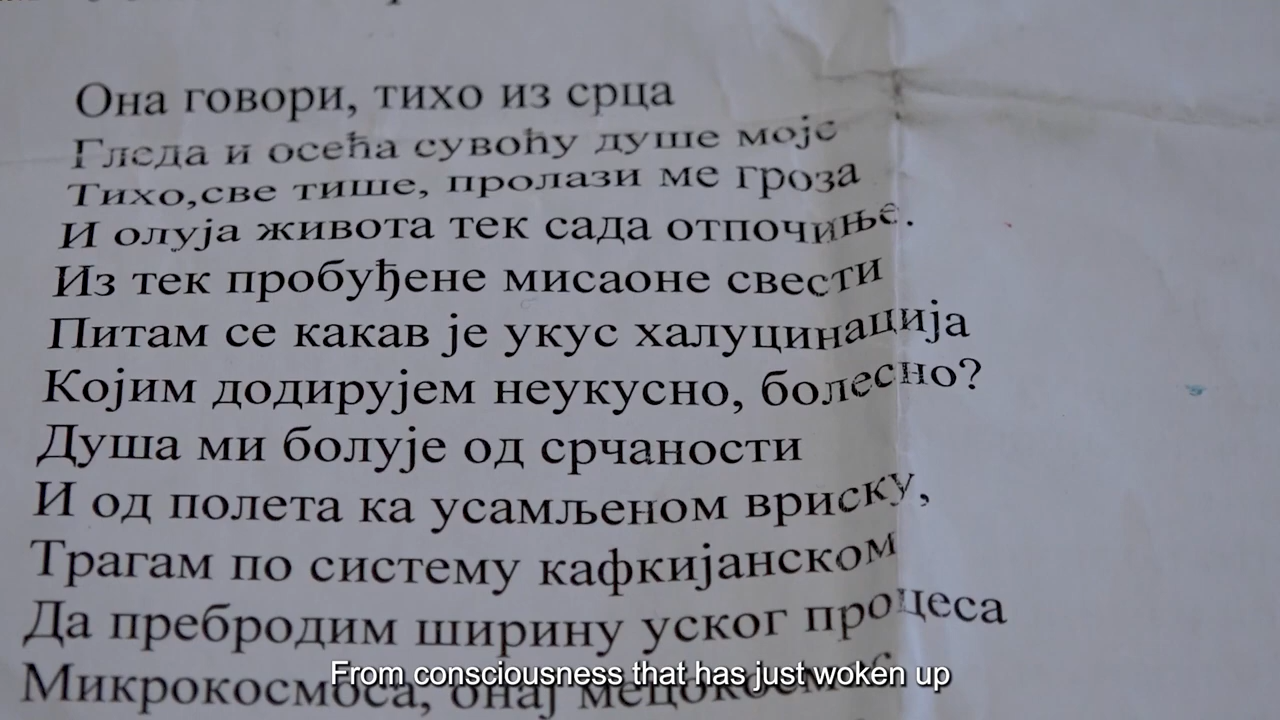 Она говори, тихо из срца
Гледа и осећа сувоћу душе моје
Тихо,све тише, пролази ме гроза
И олуја живота тек сада отпочиње.
Из тек пробуђене мисаоне свести
Питам се какав је укус халуцинација
Којим додирујем неукусно, болесно?
Душа ми болује од срчаности
И од полета ка усамљеном вриску,
Трагам по систему кафкијанском
Да пребродим ширину уског процеса
Микрокосмоса, онај
From consciousness that has just woken up